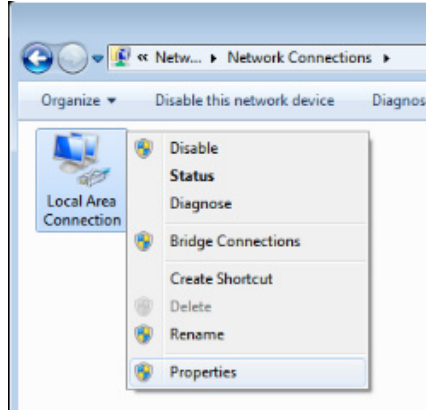 « Netw... ▸ Network Connections ▸
Organize ▾ Disable this network device Diagnos
Local Area
Connection
Disable
Status
Diagnose
Bridge Connections
Create Shortcut
Delete
Rename
Properties